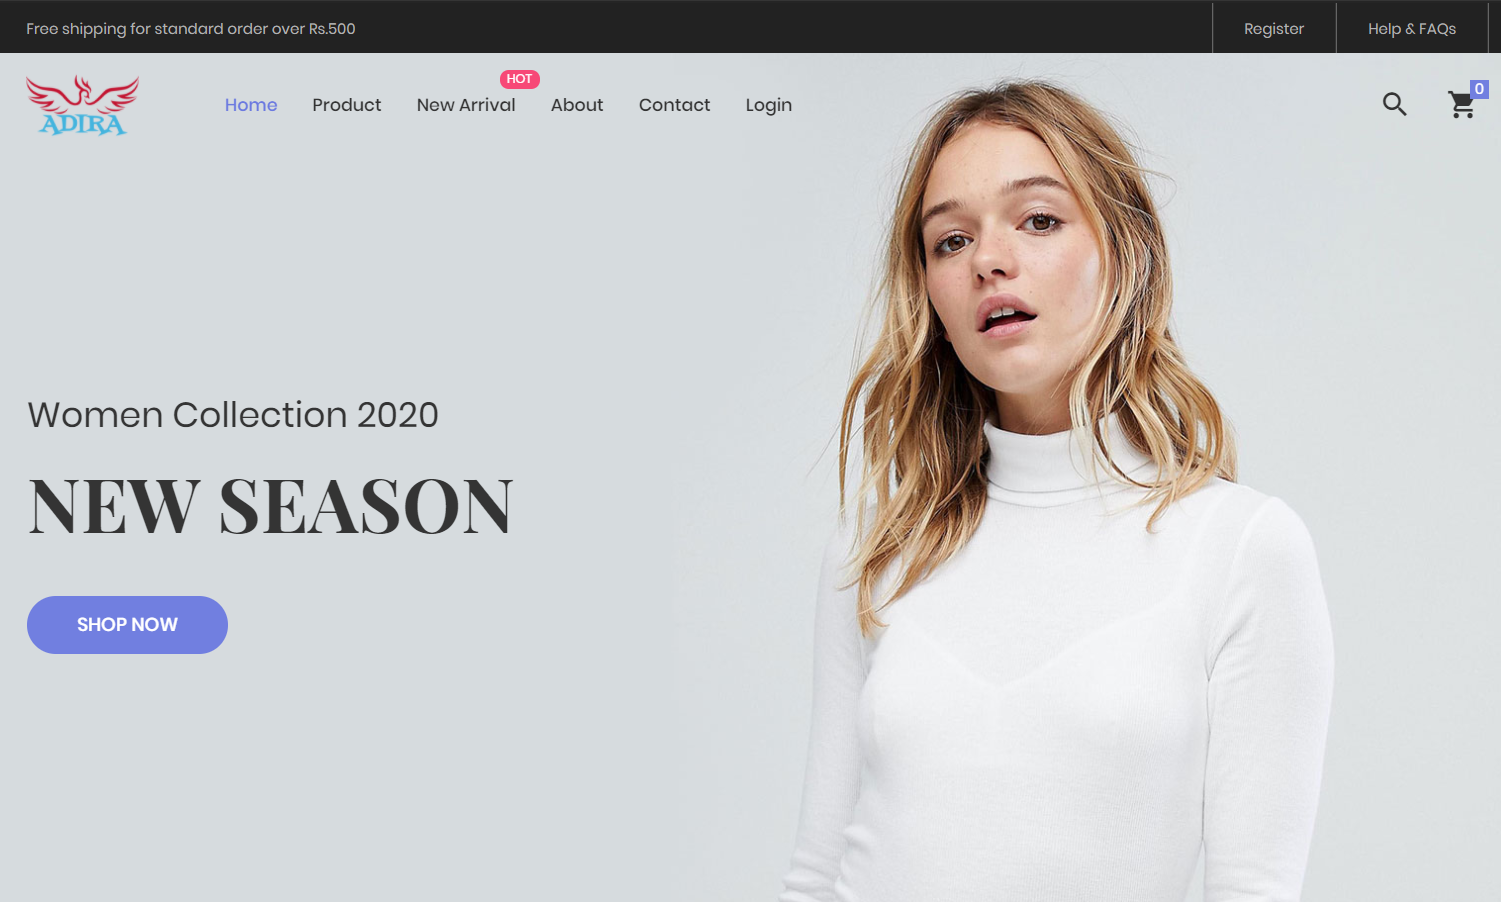 Free shipping for standard order over Rs.500
Register
Help & FAQs
ADIRA
Home
Product
HOT
New Arrival
About
Contact
Login
0
Women Collection 2020
NEW SEASON
SHOP NOW